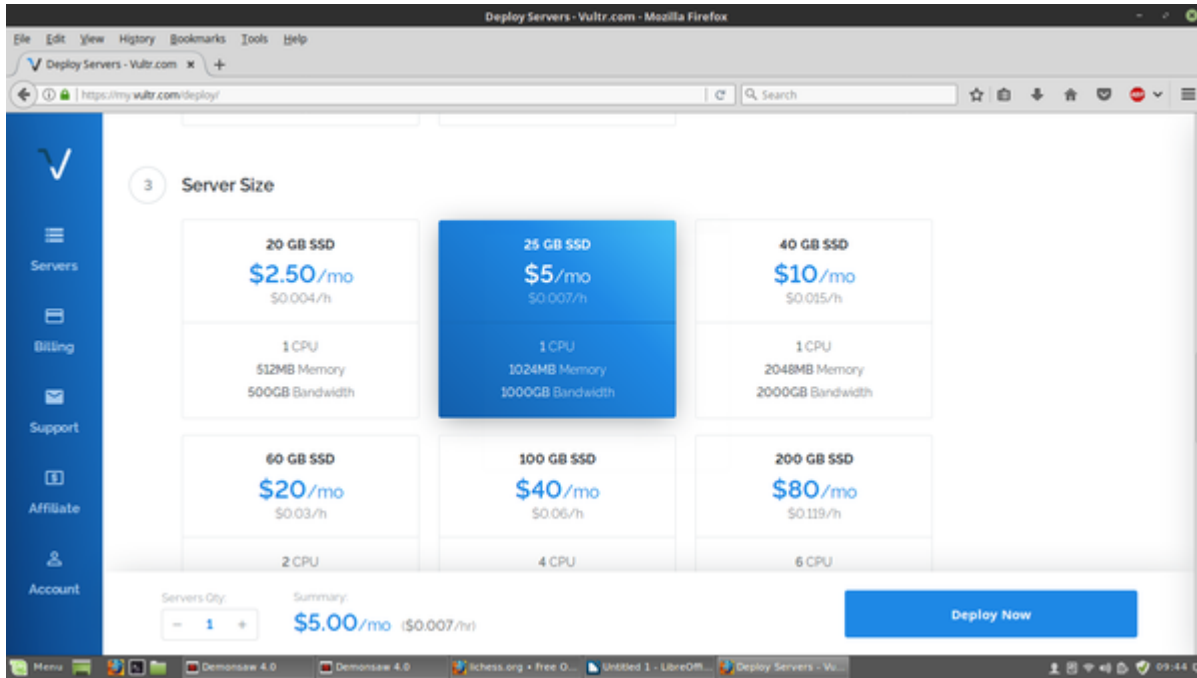 Deploy Servers - Vultr.com - Mozilla Firefox
File Edit View History Bookmarks Tools Help
Deploy Servers - Vultr.com
https://my.vultr.com/deploy/
Search
3 Server Size
Servers
Billing
Support
Affiliate
Account
20 GB SSD
$2.50/mo
$0.004/h
1 CPU
512MB Memory
500GB Bandwidth
25 GB SSD
$5/mo
$0.007/h
1 CPU
1024MB Memory
1000GB Bandwidth
40 GB SSD
$10/mo
$0.015/h
1 CPU
2048MB Memory
2000GB Bandwidth
60 GB SSD
$20/mo
$0.03/h
2 CPU
100 GB SSD
$40/mo
$0.06/h
4 CPU
200 GB SSD
$80/mo
$0.119/h
6 CPU
Servers Qty:
- 1 +
Summary:
$5.00/mo ($0.007/hr)
Deploy Now
Menu Demonsaw 4.0 Demonsaw 4.0 lichess.org • Free O... Untitled 1 - LibreOff... Deploy Servers - Vu... 09:44